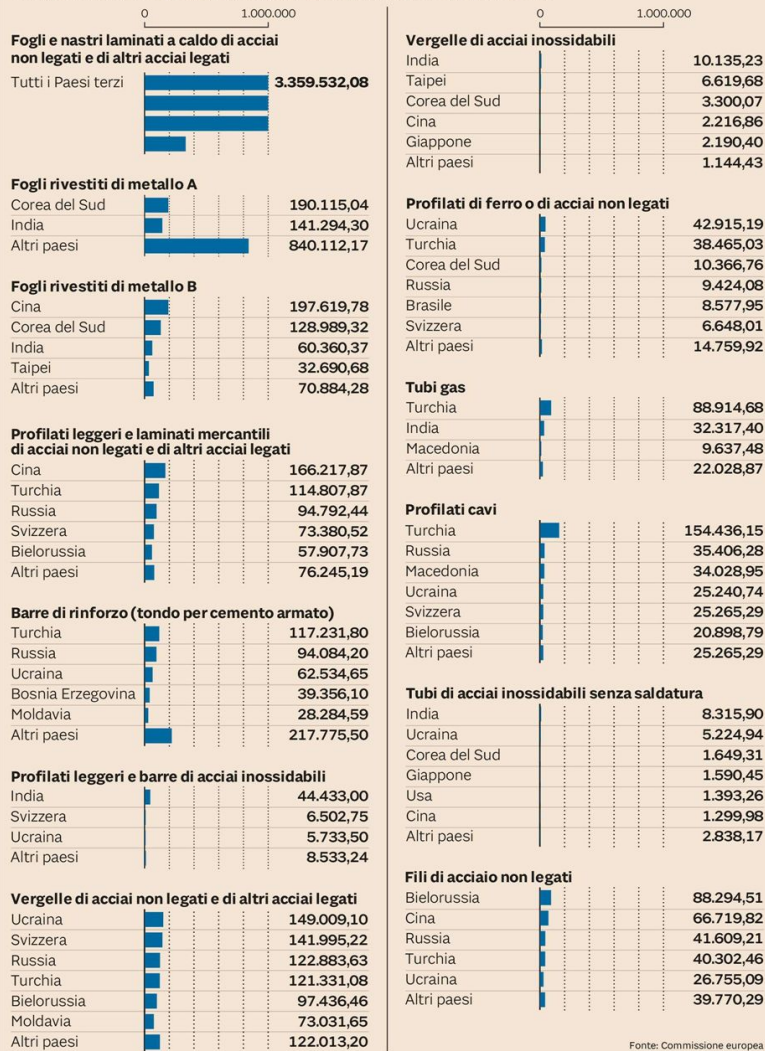 0 1.000.000
Fogli e nastri laminati a caldo di acciai
non legati e di altri acciai legati
Tutti i Paesi terzi 3.359.532,08
Fogli rivestiti di metallo A
Corea del Sud 190.115,04
India 141.294,30
Altri paesi 840.112,17
Fogli rivestiti di metallo B
Cina 197.619,78
Corea del Sud 128.989,32
India 60.360,37
Taipei 32.690,68
Altri paesi 70.884,28
Profilati leggeri e laminati mercantili
di acciai non legati e di altri acciai legati
Cina 166.217,87
Turchia 114.807,87
Russia 94.792,44
Svizzera 73.380,52
Bielorussia 57.907,73
Altri paesi 76.245,19
Barre di rinforzo (tondo per cemento armato)
Turchia 117.231,80
Russia 94.084,20
Ucraina 62.534,65
Bosnia Erzegovina 39.356,10
Moldavia 28.284,59
Altri paesi 217.775,50
Profilati leggeri e barre di acciai inossidabili
India 44.433,00
Svizzera 6.502,75
Ucraina 5.733,50
Altri paesi 8.533,24
Vergelle di acciai non legati e di altri acciai legati
Ucraina 149.009,10
Svizzera 141.995,22
Russia 122.883,63
Turchia 121.331,08
Bielorussia 97.436,46
Moldavia 73.031,65
Altri paesi 122.013,20
0 1.000.000
Vergelle di acciai inossidabili
India 10.135,23
Taipei 6.619,68
Corea del Sud 3.300,07
Cina 2.216,86
Giappone 2.190,40
Altri paesi 1.144,43
Profilati di ferro o di acciai non legati
Ucraina 42.915,19
Turchia 38.465,03
Corea del Sud 10.366,76
Russia 9.424,08
Brasile 8.577,95
Svizzera 6.648,01
Altri paesi 14.759,92
Tubi gas
Turchia 88.914,68
India 32.317,40
Macedonia 9.637,48
Altri paesi 22.028,87
Profilati cavi
Turchia 154.436,15
Russia 35.406,28
Macedonia 34.028,95
Ucraina 25.240,74
Svizzera 25.265,29
Bielorussia 20.898,79
Altri paesi 25.265,29
Tubi di acciai inossidabili senza saldatura
India 8.315,90
Ucraina 5.224,94
Corea del Sud 1.649,31
Giappone 1.590,45
Usa 1.393,26
Cina 1.299,98
Altri paesi 2.838,17
Fili di acciaio non legati
Bielorussia 88.294,51
Cina 66.719,82
Russia 41.609,21
Turchia 40.302,46
Ucraina 26.755,09
Altri paesi 39.770,29
Fonte: Commissione europea